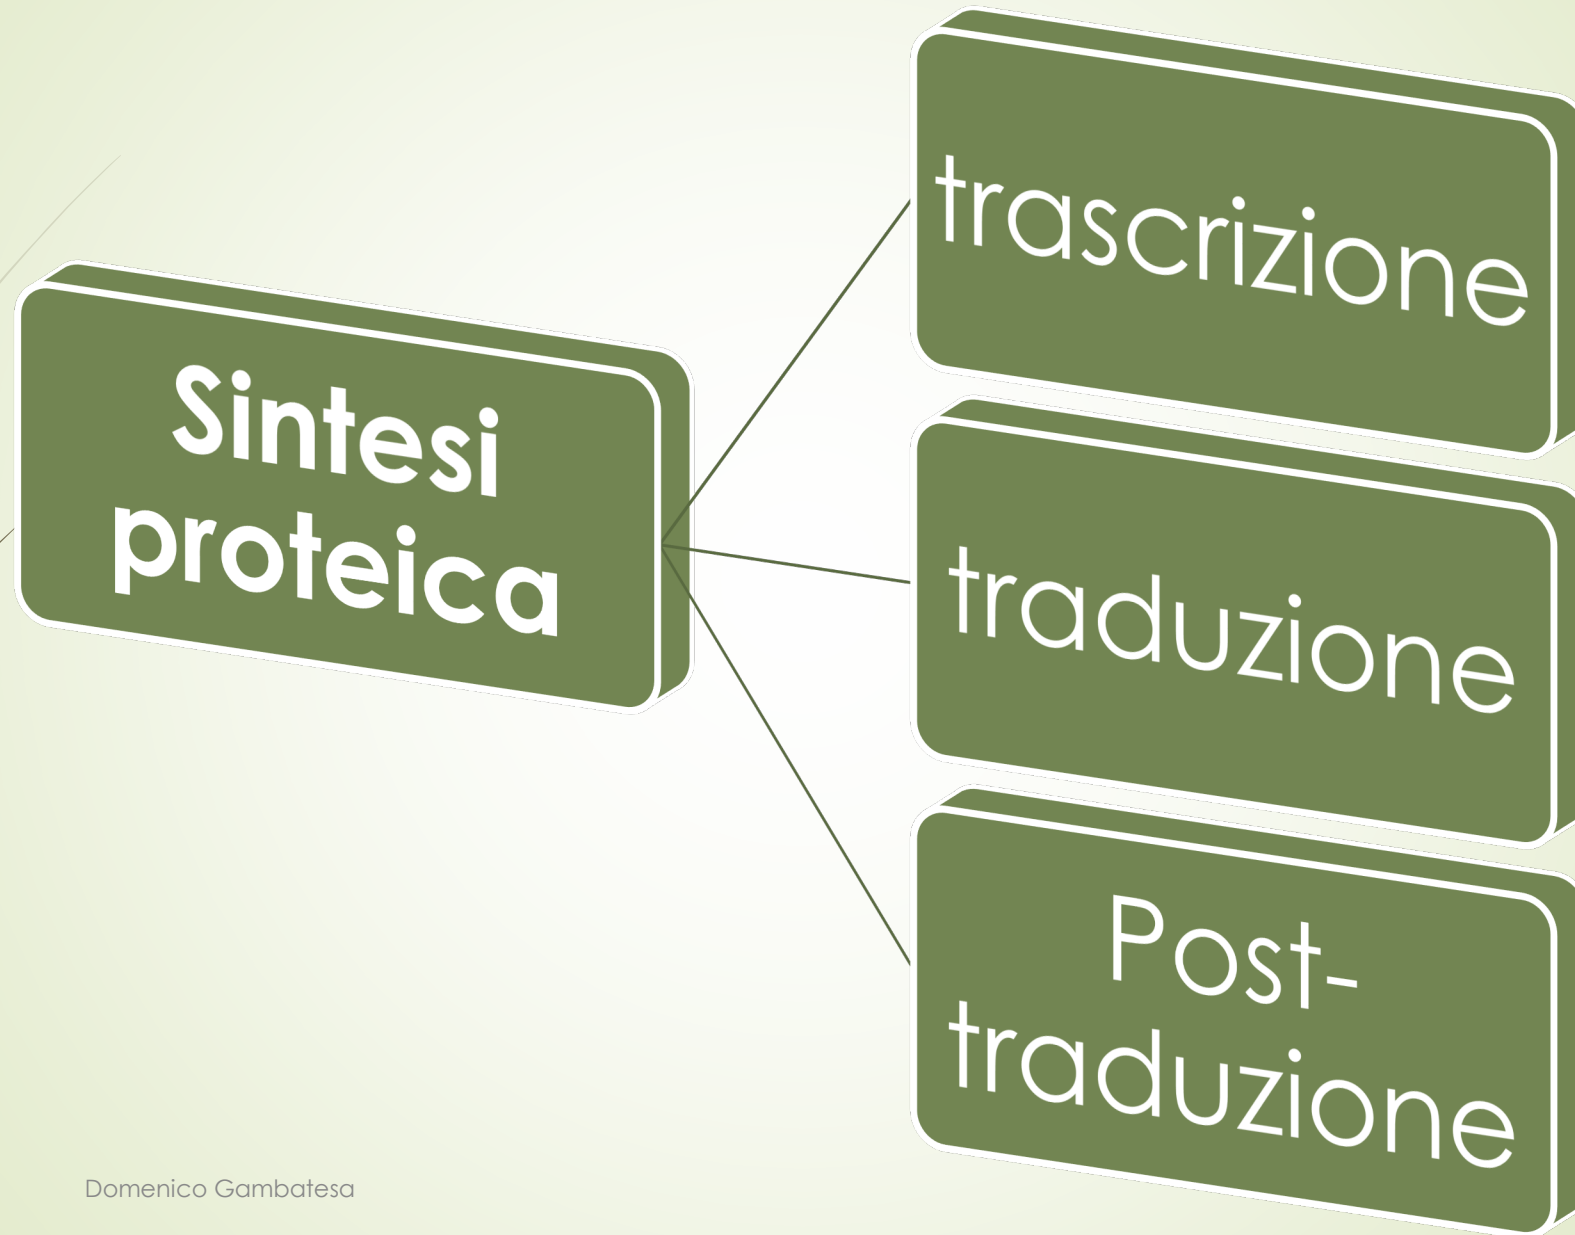 Sintesi
proteica
trascrizione
traduzione
Post-
traduzione
Domenico Gambatesa